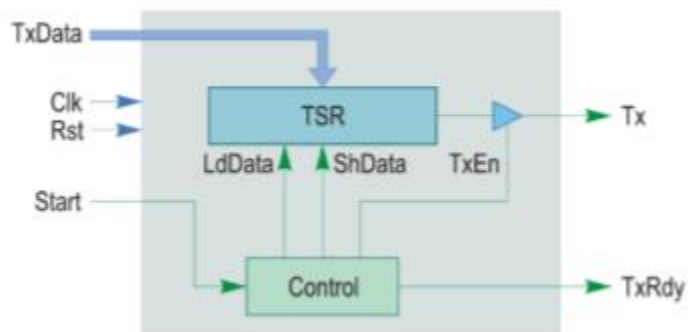 TxData
Clk
TSR
Tx
Rst
LdData
ShData
TxEn
Start
Control
TxRdy